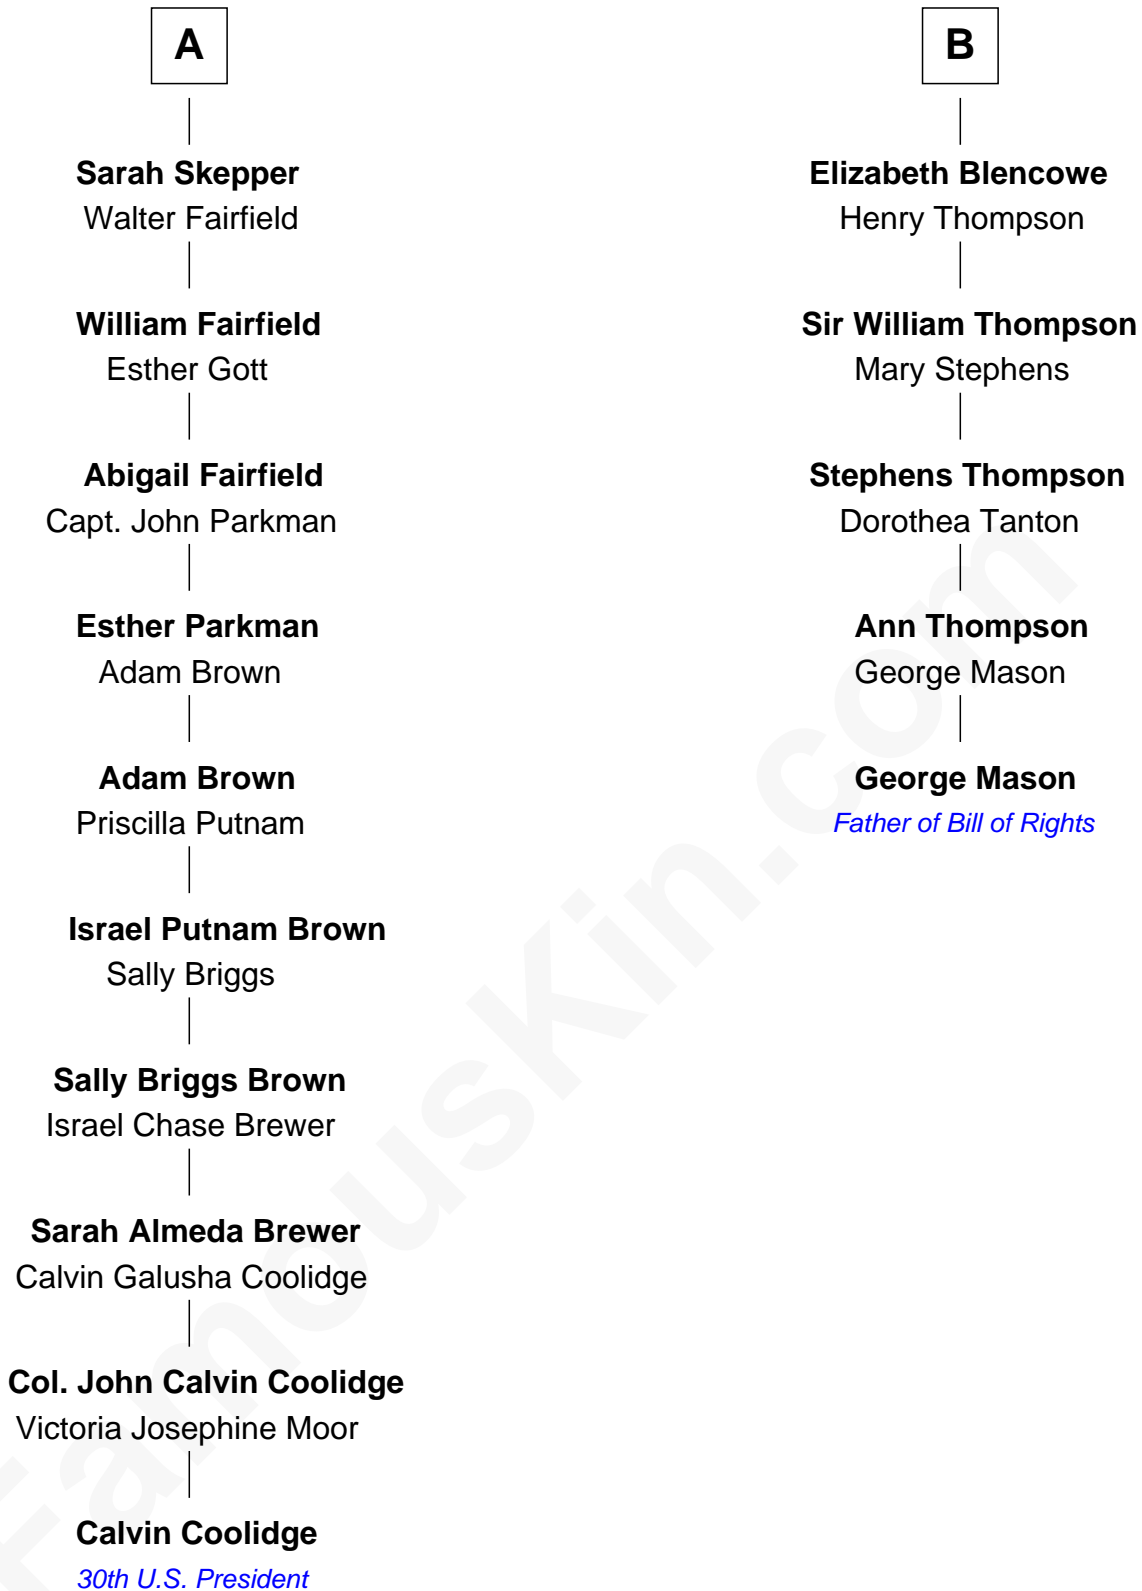 A
Sarah Skepper
Walter Fairfield
William Fairfield
Esther Gott
Abigail Fairfield
Capt. John Parkman
Esther Parkman
Adam Brown
Adam Brown
Priscilla Putnam
Israel Putnam Brown
Sally Briggs
Sally Briggs Brown
Israel Chase Brewer
Sarah Almeda Brewer
Calvin Galusha Coolidge
Col. John Calvin Coolidge
Victoria Josephine Moor
Calvin Coolidge
30th U.S. President
B
Elizabeth Blencowe
Henry Thompson
Sir William Thompson
Mary Stephens
Stephens Thompson
Dorothea Tanton
Ann Thompson
George Mason
George Mason
Father of Bill of Rights
FamousKin.com